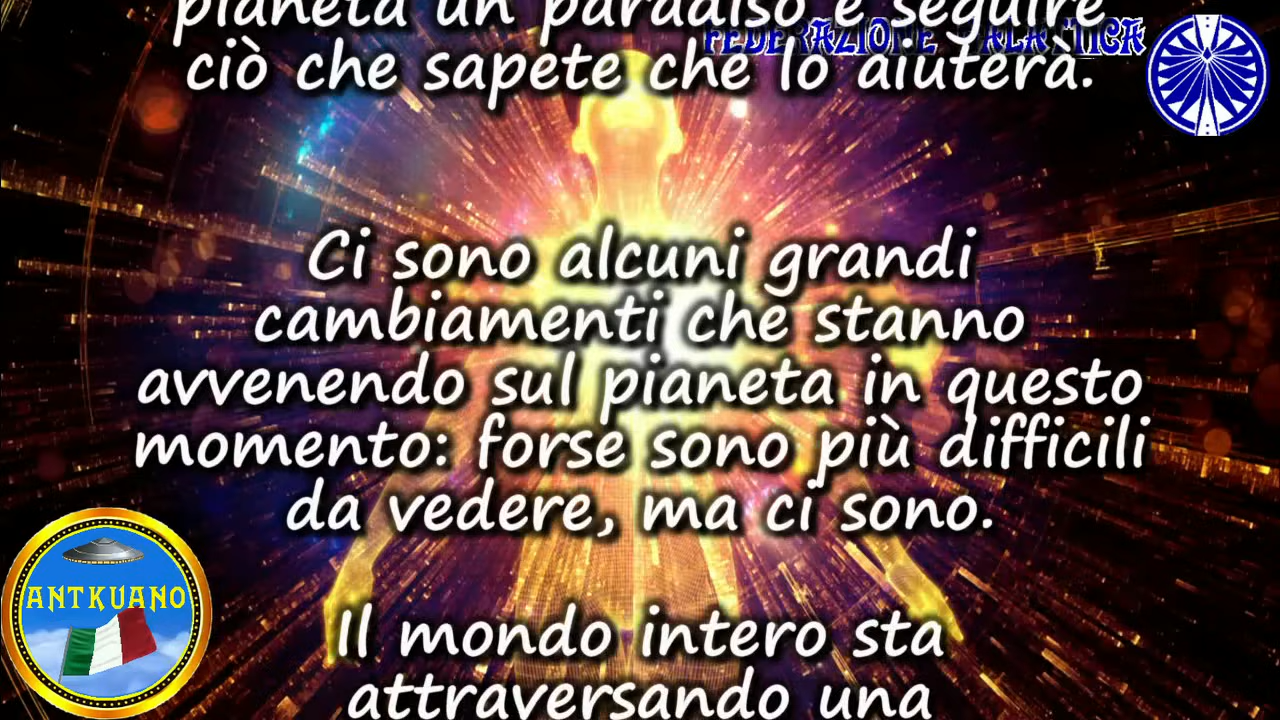 pianeta un paradiso e seguire
FEDERAZIONE GALATTICA
ciò che sapete che lo aiuterà.
Ci sono alcuni grandi
cambiamenti che stanno
avvenendo sul pianeta in questo
momento: forse sono più difficili
da vedere, ma ci sono.
ANTKUANO
Il mondo intero sta
attraversando una